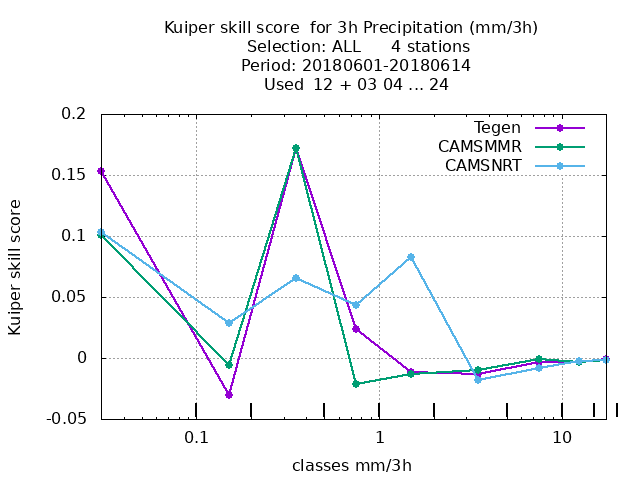 Kuiper skill score  for 3h Precipitation (mm/3h)
Selection: ALL      4 stations
Period: 20180601-20180614
Used  12 + 03 04 ... 24
Tegen
CAMSMMR
CAMSNRT
0.2
0.15
0.1
0.05
0
-0.05
Kuiper skill score
0.1
1
10
classes mm/3h